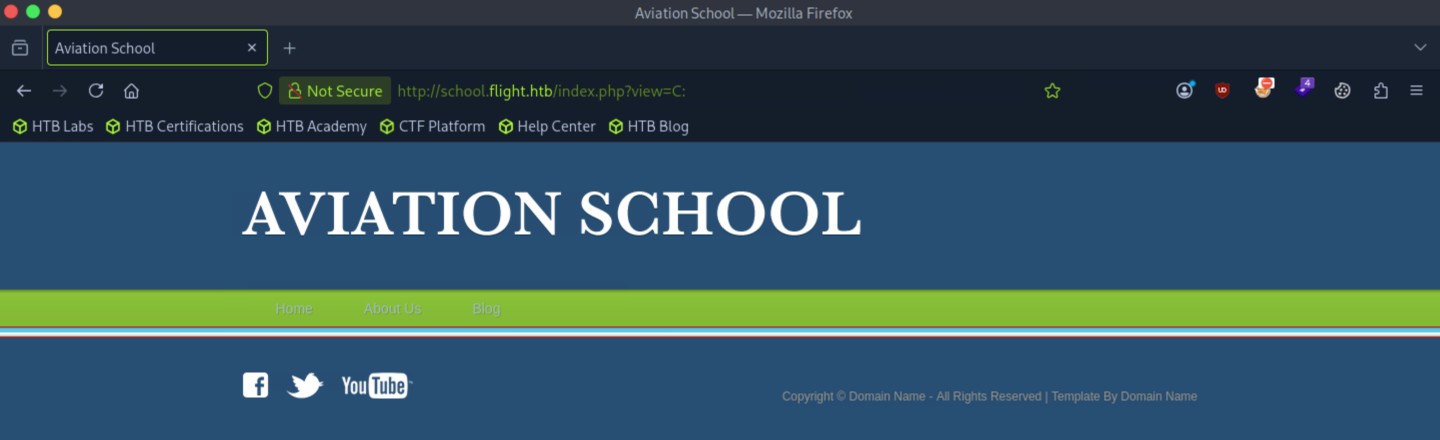 Aviation School — Mozilla Firefox
Aviation School
Not Secure http://school.flight.htb/index.php?view=C:
4
HTB Labs HTB Certifications HTB Academy CTF Platform Help Center HTB Blog
AVIATION SCHOOL
Home About Us Blog
f YouTube
Copyright © Domain Name - All Rights Reserved | Template By Domain Name